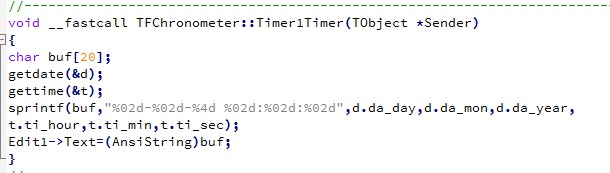 //--------------------------------------------------------------------------
void __fastcall TFChronometer::Timer1Timer(TObject *Sender)
{
char buf[20];
getdate(&d);
gettime(&t);
sprintf(buf,"%02d-%02d-%4d %02d:%02d:%02d",d.da_day,d.da_mon,d.da_year,
t.ti_hour,t.ti_min,t.ti_sec);
Edit1->Text=(AnsiString)buf;
}